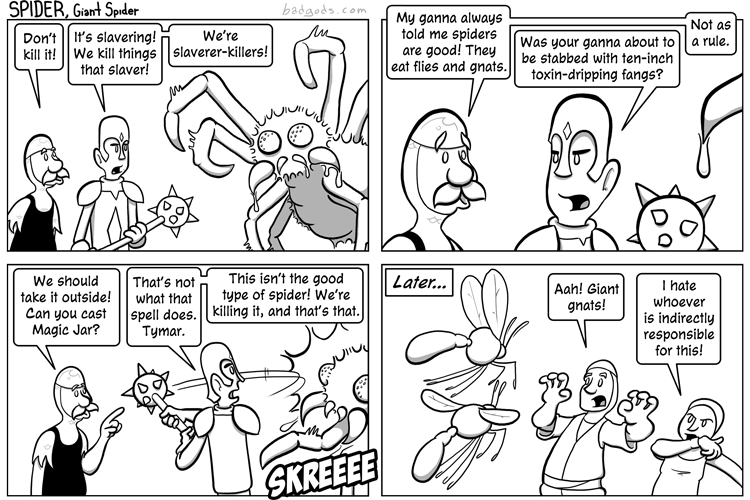 SPIDER, Giant Spider
badgods.com
Don't
kill it!
It's slavering!
We kill things
that slaver!
We're
slaverer-killers!
My ganna always
told me spiders
are good! They
eat flies and gnats.
Was your ganna about to
be stabbed with ten-inch
toxin-dripping fangs?
Not as
a rule.
We should
take it outside!
Can you cast
Magic Jar?
That's not
what that
spell does.
Tymar.
This isn't the good
type of spider! We're
killing it, and that's that.
SKREEEE
Later...
Aah! Giant
gnats!
I hate
whoever
is indirectly
responsible
for this!